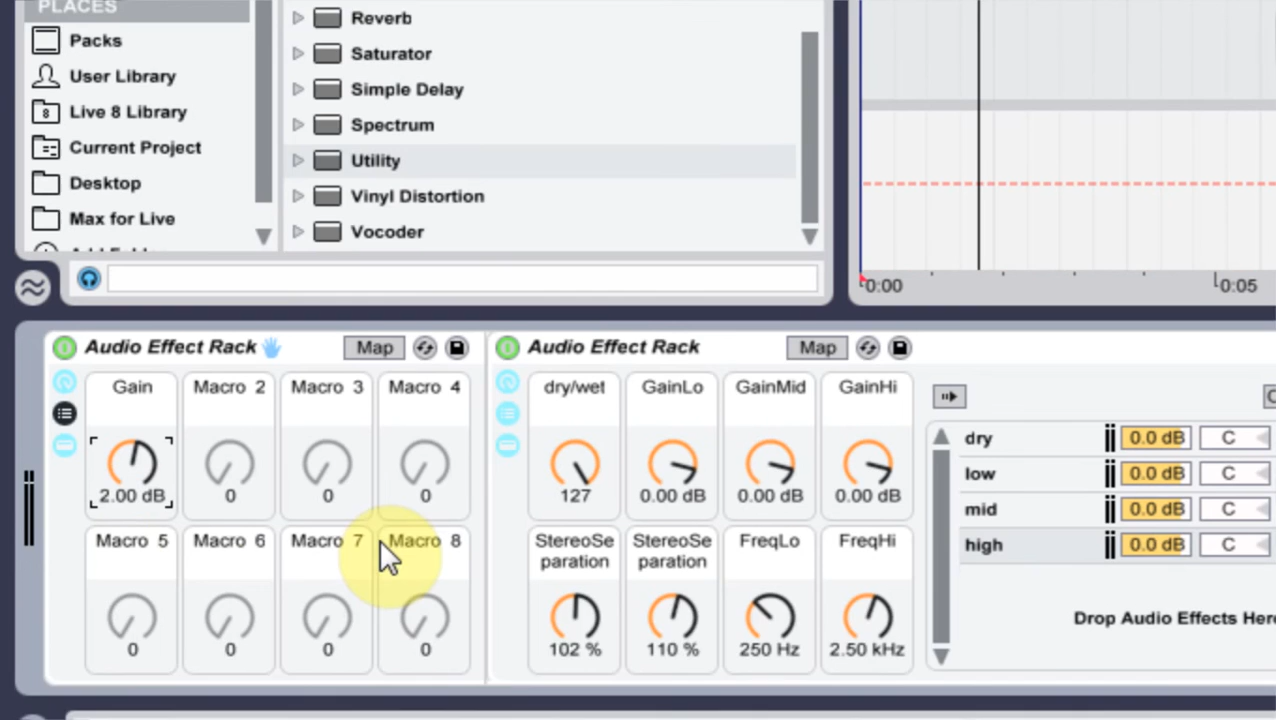 PLACES
Packs
User Library
Live 8 Library
8
Current Project
Desktop
Max for Live
Reverb
Saturator
Simple Delay
Spectrum
Utility
Vinyl Distortion
Vocoder
0:00
0:05
Audio Effect Rack
Map
Gain
Macro 2
Macro 3
Macro 4
2.00 dB
0
0
0
Macro 5
Macro 6
Macro 7
Macro 8
0
0
0
0
Audio Effect Rack
Map
dry/wet
GainLo
GainMid
GainHi
127
0.00 dB
0.00 dB
0.00 dB
StereoSe
paration
StereoSe
paration
FreqLo
FreqHi
102 %
110 %
250 Hz
2.50 kHz
dry
0.0 dB
C
low
0.0 dB
C
mid
0.0 dB
C
high
0.0 dB
C
Drop Audio Effects Here